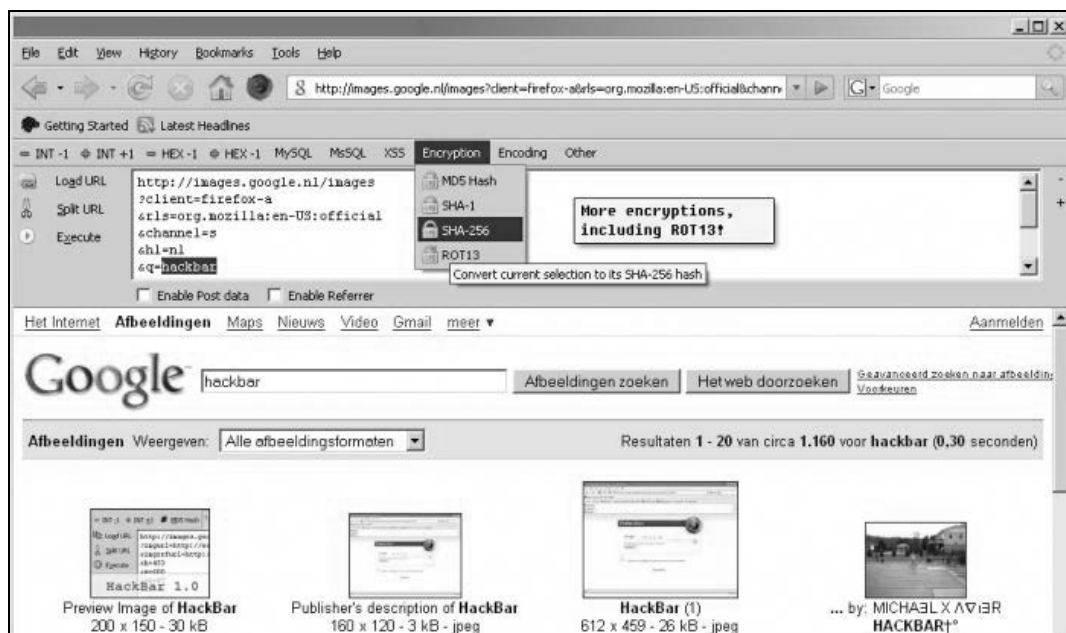 File Edit View History Bookmarks Tools Help
http://images.google.nl/images?client=firefox-a&rls=org.mozilla:en-US:official&chann
G Google
Getting Started Latest Headlines
INT -1 INT +1 HEX -1 HEX -1 MySQL MsSQL XSS Encryption Encoding Other
Load URL
Split URL
Execute
http://images.google.nl/images
?client=firefox-a
&rls=org.mozilla:en-US:official
&channel=s
&hl=nl
&q=hackbar
MD5 Hash
SHA-1
SHA-256
ROT13
Convert current selection to its SHA-256 hash
More encryptions,
including ROT13!
Enable Post data Enable Referrer
Het Internet Afbeeldingen Maps Nieuws Video Gmail meer ▼ Aanmelden
Google hackbar Afbeeldingen zoeken Het web doorzoeken
Geavanceerd zoeken naar afbeeldin
Voorkeuren
Afbeeldingen Weergeven: Alle afbeeldingsformaten Resultaten 1 - 20 van circa 1.160 voor hackbar (0,30 seconden)
HackBar 1.0
Preview Image of HackBar
200 x 150 - 30 kB
Publisher's description of HackBar
160 x 120 - 3 kB - jpeg
HackBar (1)
612 x 459 - 26 kB - jpeg
... by: MICHAƎL X ΛVıƎR
HACKBAR†°